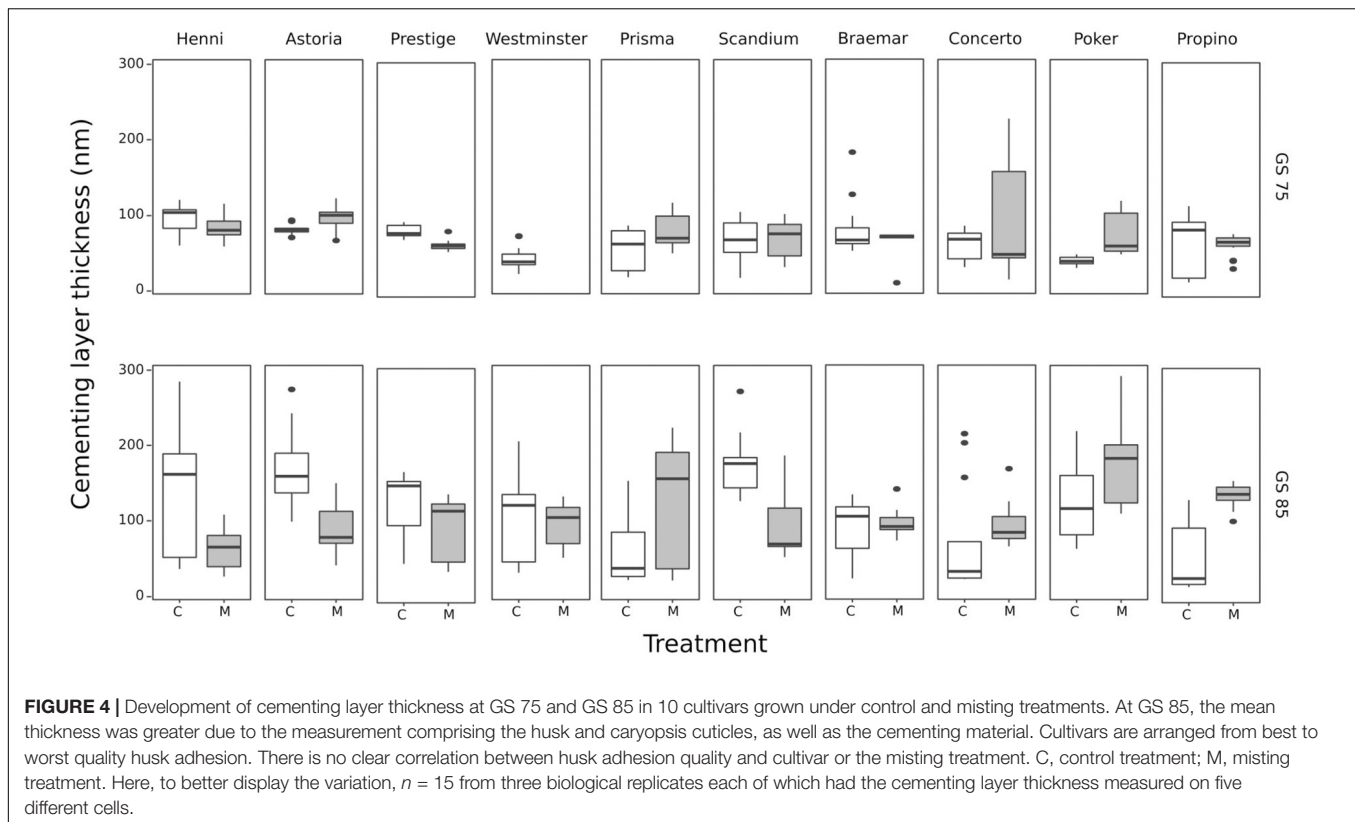 Henni Astoria Prestige Westminster Prisma Scandium Braemar Concerto Poker Propino
Cementing layer thickness (nm)
300
200
100
0
GS 75
300
200
100
0
GS 85
C M C M C M C M C M C M C M C M C M C M
Treatment
FIGURE 4 | Development of cementing layer thickness at GS 75 and GS 85 in 10 cultivars grown under control and misting treatments. At GS 85, the mean
thickness was greater due to the measurement comprising the husk and caryopsis cuticles, as well as the cementing material. Cultivars are arranged from best to
worst quality husk adhesion. There is no clear correlation between husk adhesion quality and cultivar or the misting treatment. C, control treatment; M, misting
treatment. Here, to better display the variation, n = 15 from three biological replicates each of which had the cementing layer thickness measured on five
different cells.